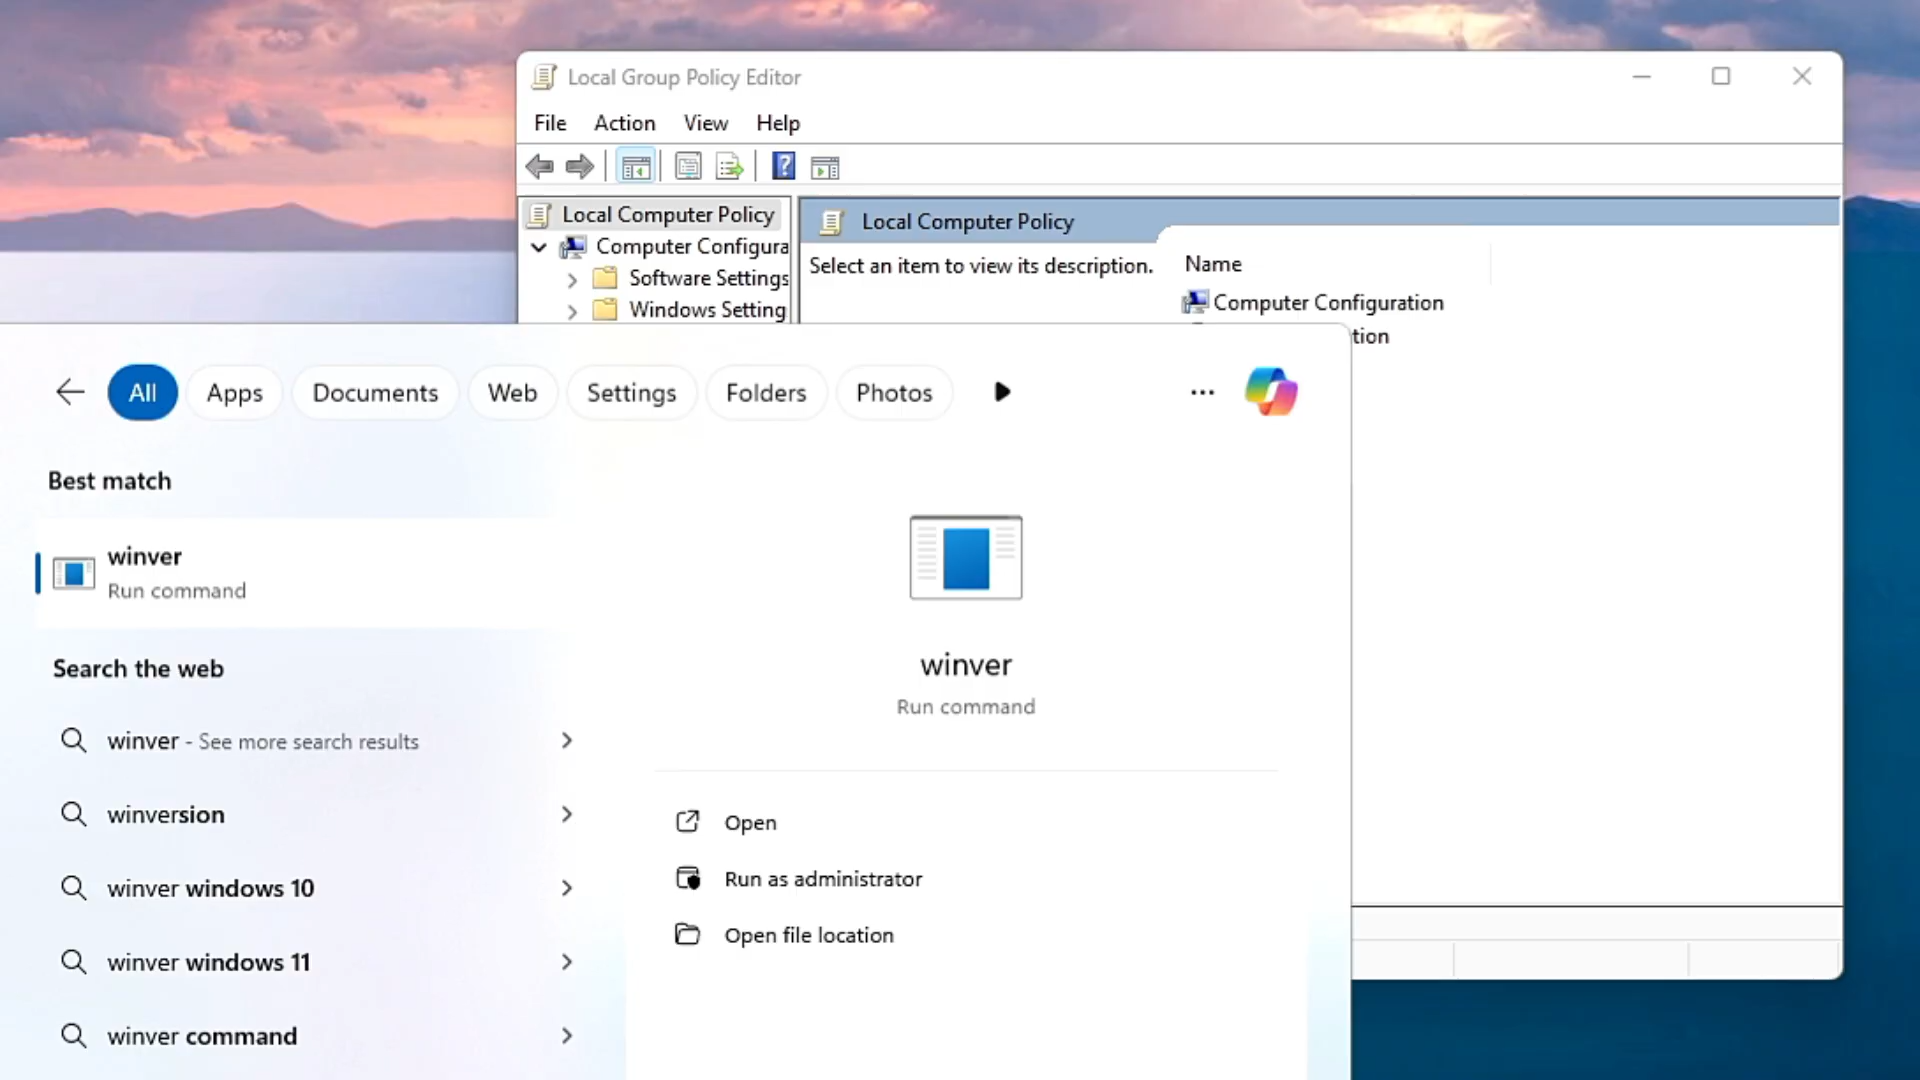 Local Group Policy Editor
File Action View Help
Local Computer Policy
Computer Configura
Software Settings
Windows Setting
Local Computer Policy
Select an item to view its description.
Name
Computer Configuration
tion
All Apps Documents Web Settings Folders Photos
Best match
winver
Run command
Search the web
winver - See more search results
winversion
winver windows 10
winver windows 11
winver command
winver
Run command
Open
Run as administrator
Open file location